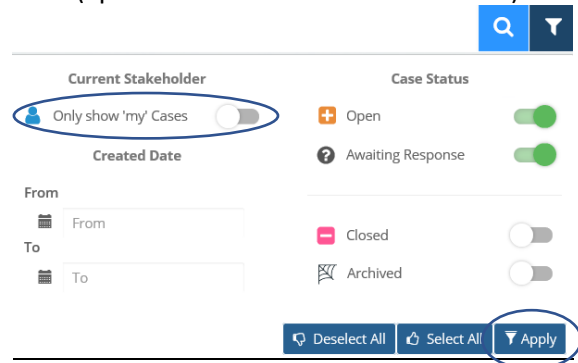 Current Stakeholder
Only show 'my' Cases
Created Date
From
From
To
To
Case Status
Open
Awaiting Response
Closed
Archived
Deselect All
Select All
Apply